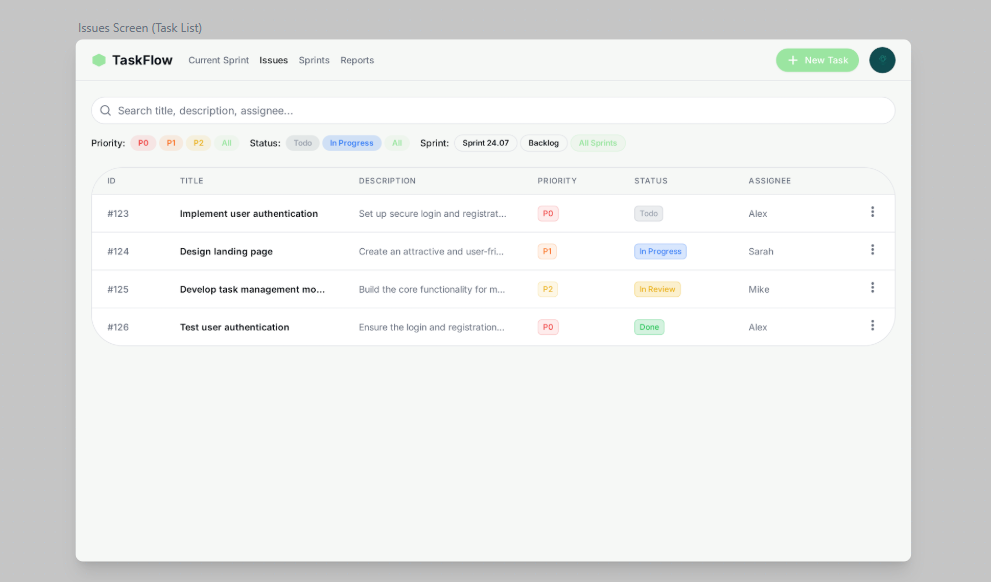 Issues Screen (Task List)
TaskFlow Current Sprint Issues Sprints Reports + New Task
Search title, description, assignee...
Priority: P0 P1 P2 All Status: Todo In Progress All Sprint: Sprint 24.07 Backlog All Sprints
ID TITLE DESCRIPTION PRIORITY STATUS ASSIGNEE
#123 Implement user authentication Set up secure login and registrat... P0 Todo Alex
#124 Design landing page Create an attractive and user-fri... P1 In Progress Sarah
#125 Develop task management mo... Build the core functionality for m... P2 In Review Mike
#126 Test user authentication Ensure the login and registration... P0 Done Alex